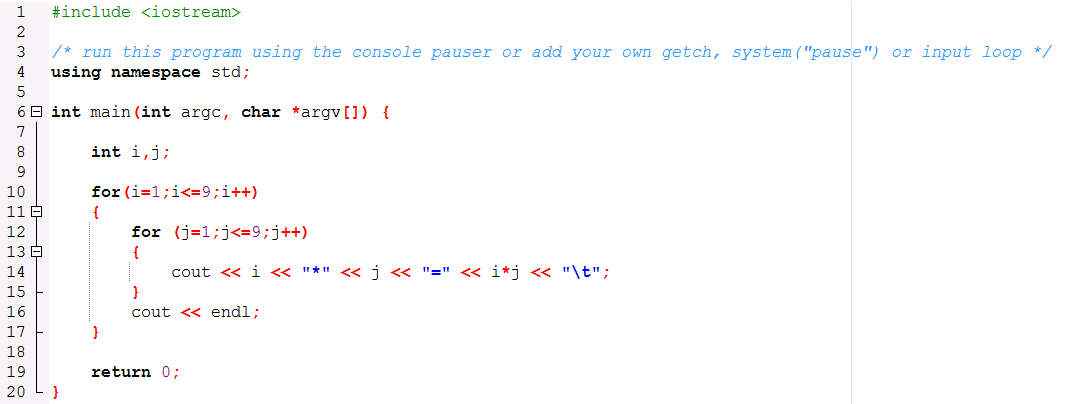 1 #include <iostream>
2
3 /* run this program using the console pauser or add your own getch, system("pause") or input loop */
4 using namespace std;
5
6 int main(int argc, char *argv[]) {
7
8 int i,j;
9
10 for(i=1;i<=9;i++)
11 {
12 for (j=1;j<=9;j++)
13 {
14 cout << i << "*" << j << "=" << i*j << "\t";
15 }
16 cout << endl;
17 }
18
19 return 0;
20 }